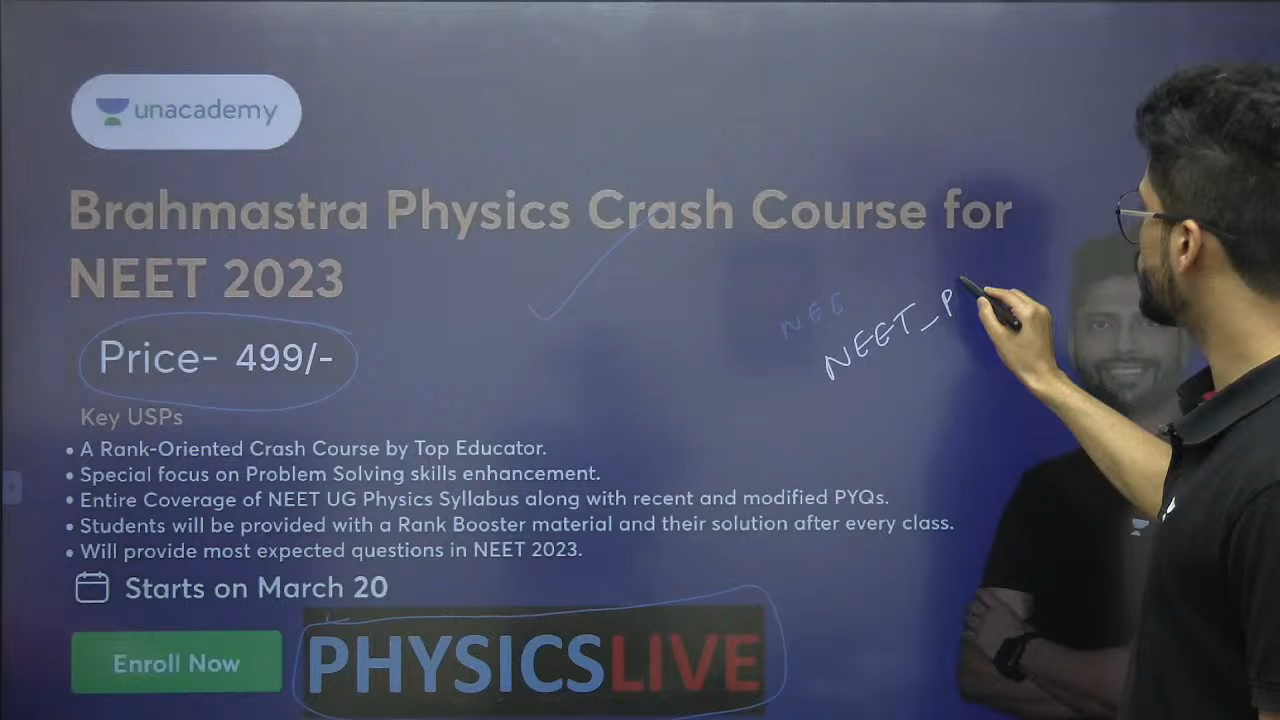 unacademy
Brahmastra Physics Crash Course for
NEET 2023
Price- 499/-
NEE
NEET_P
Key USPs
• A Rank-Oriented Crash Course by Top Educator.
• Special focus on Problem Solving skills enhancement.
• Entire Coverage of NEET UG Physics Syllabus along with recent and modified PYQs.
• Students will be provided with a Rank Booster material and their solution after every class.
• Will provide most expected questions in NEET 2023.
Starts on March 20
Enroll Now
PHYSICSLIVE